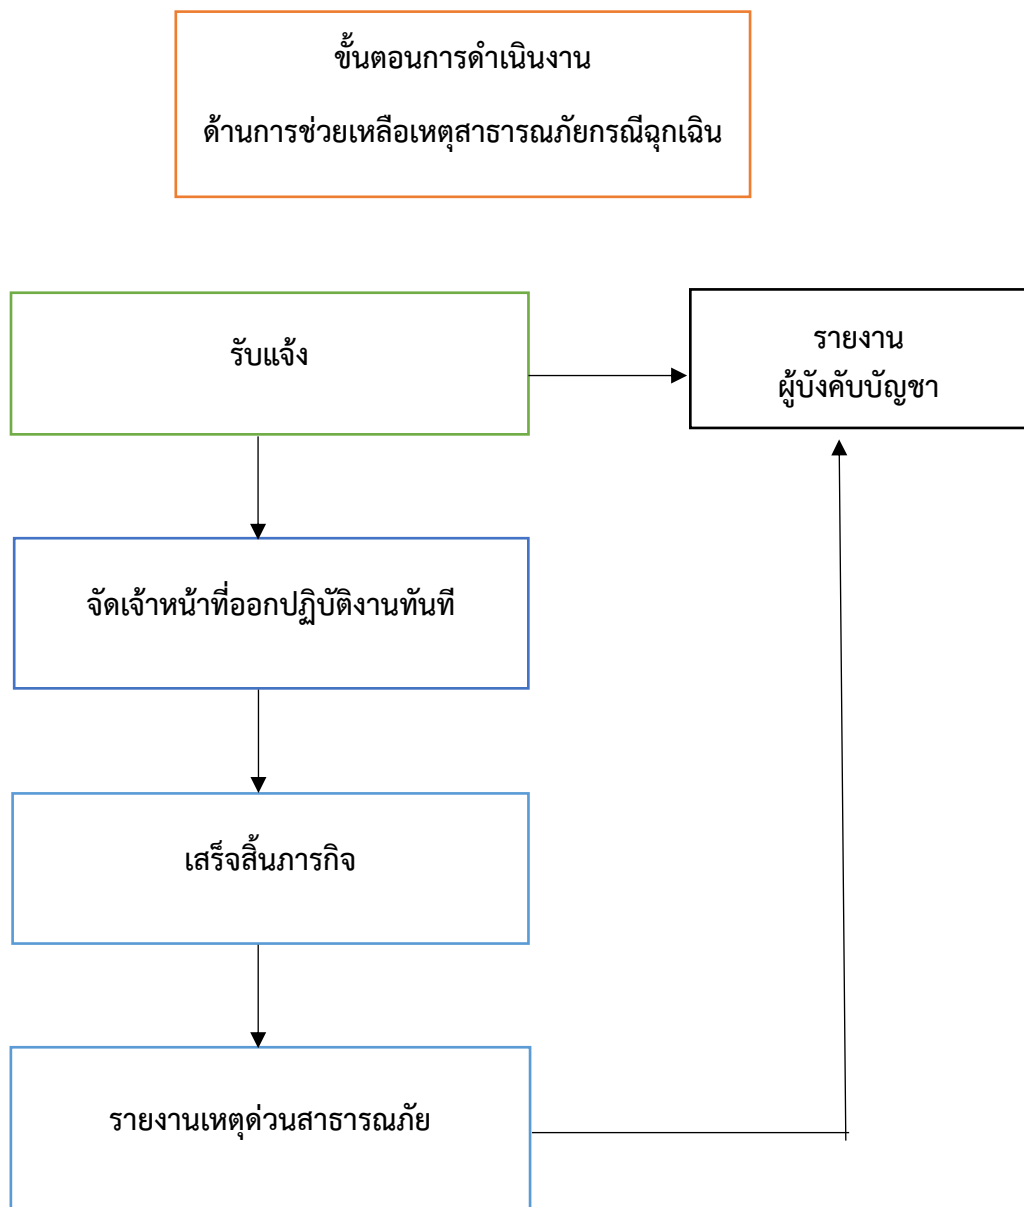 ขั้นตอนการดำเนินงาน
ด้านการช่วยเหลือเหตุสาธารณภัยกรณีฉุกเฉิน
รับแจ้ง
รายงาน
ผู้บังคับบัญชา
จัดเจ้าหน้าที่ออกปฏิบัติงานทันที
เสร็จสิ้นภารกิจ
รายงานเหตุด่วนสาธารณภัย